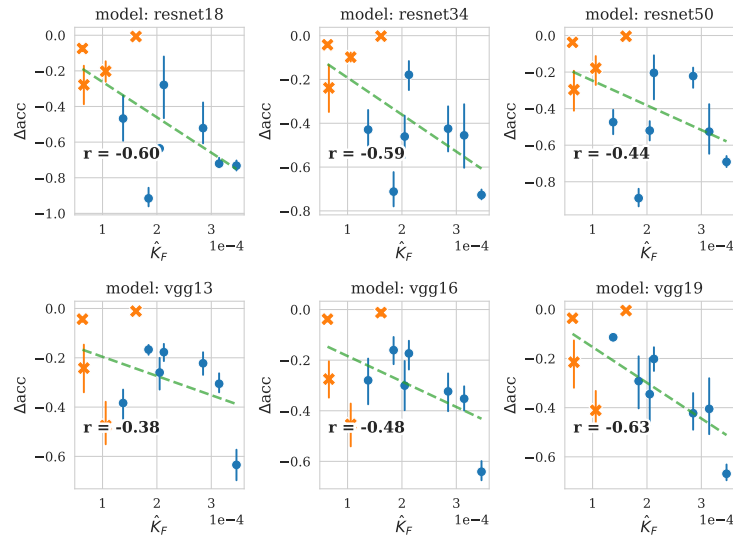 model: resnet18
0.0
−0.2
−0.4
−0.6
−0.8
−1.0
Δacc
r = -0.60
1 2 3
1e−4
K̂_F
model: resnet34
0.0
−0.2
−0.4
−0.6
−0.8
Δacc
r = -0.59
1 2 3
1e−4
K̂_F
model: resnet50
0.0
−0.2
−0.4
−0.6
−0.8
Δacc
r = -0.44
1 2 3
1e−4
K̂_F
model: vgg13
0.0
−0.2
−0.4
−0.6
Δacc
r = -0.38
1 2 3
1e−4
K̂_F
model: vgg16
0.0
−0.2
−0.4
−0.6
Δacc
r = -0.48
1 2 3
1e−4
K̂_F
model: vgg19
0.0
−0.2
−0.4
−0.6
Δacc
r = -0.63
1 2 3
1e−4
K̂_F